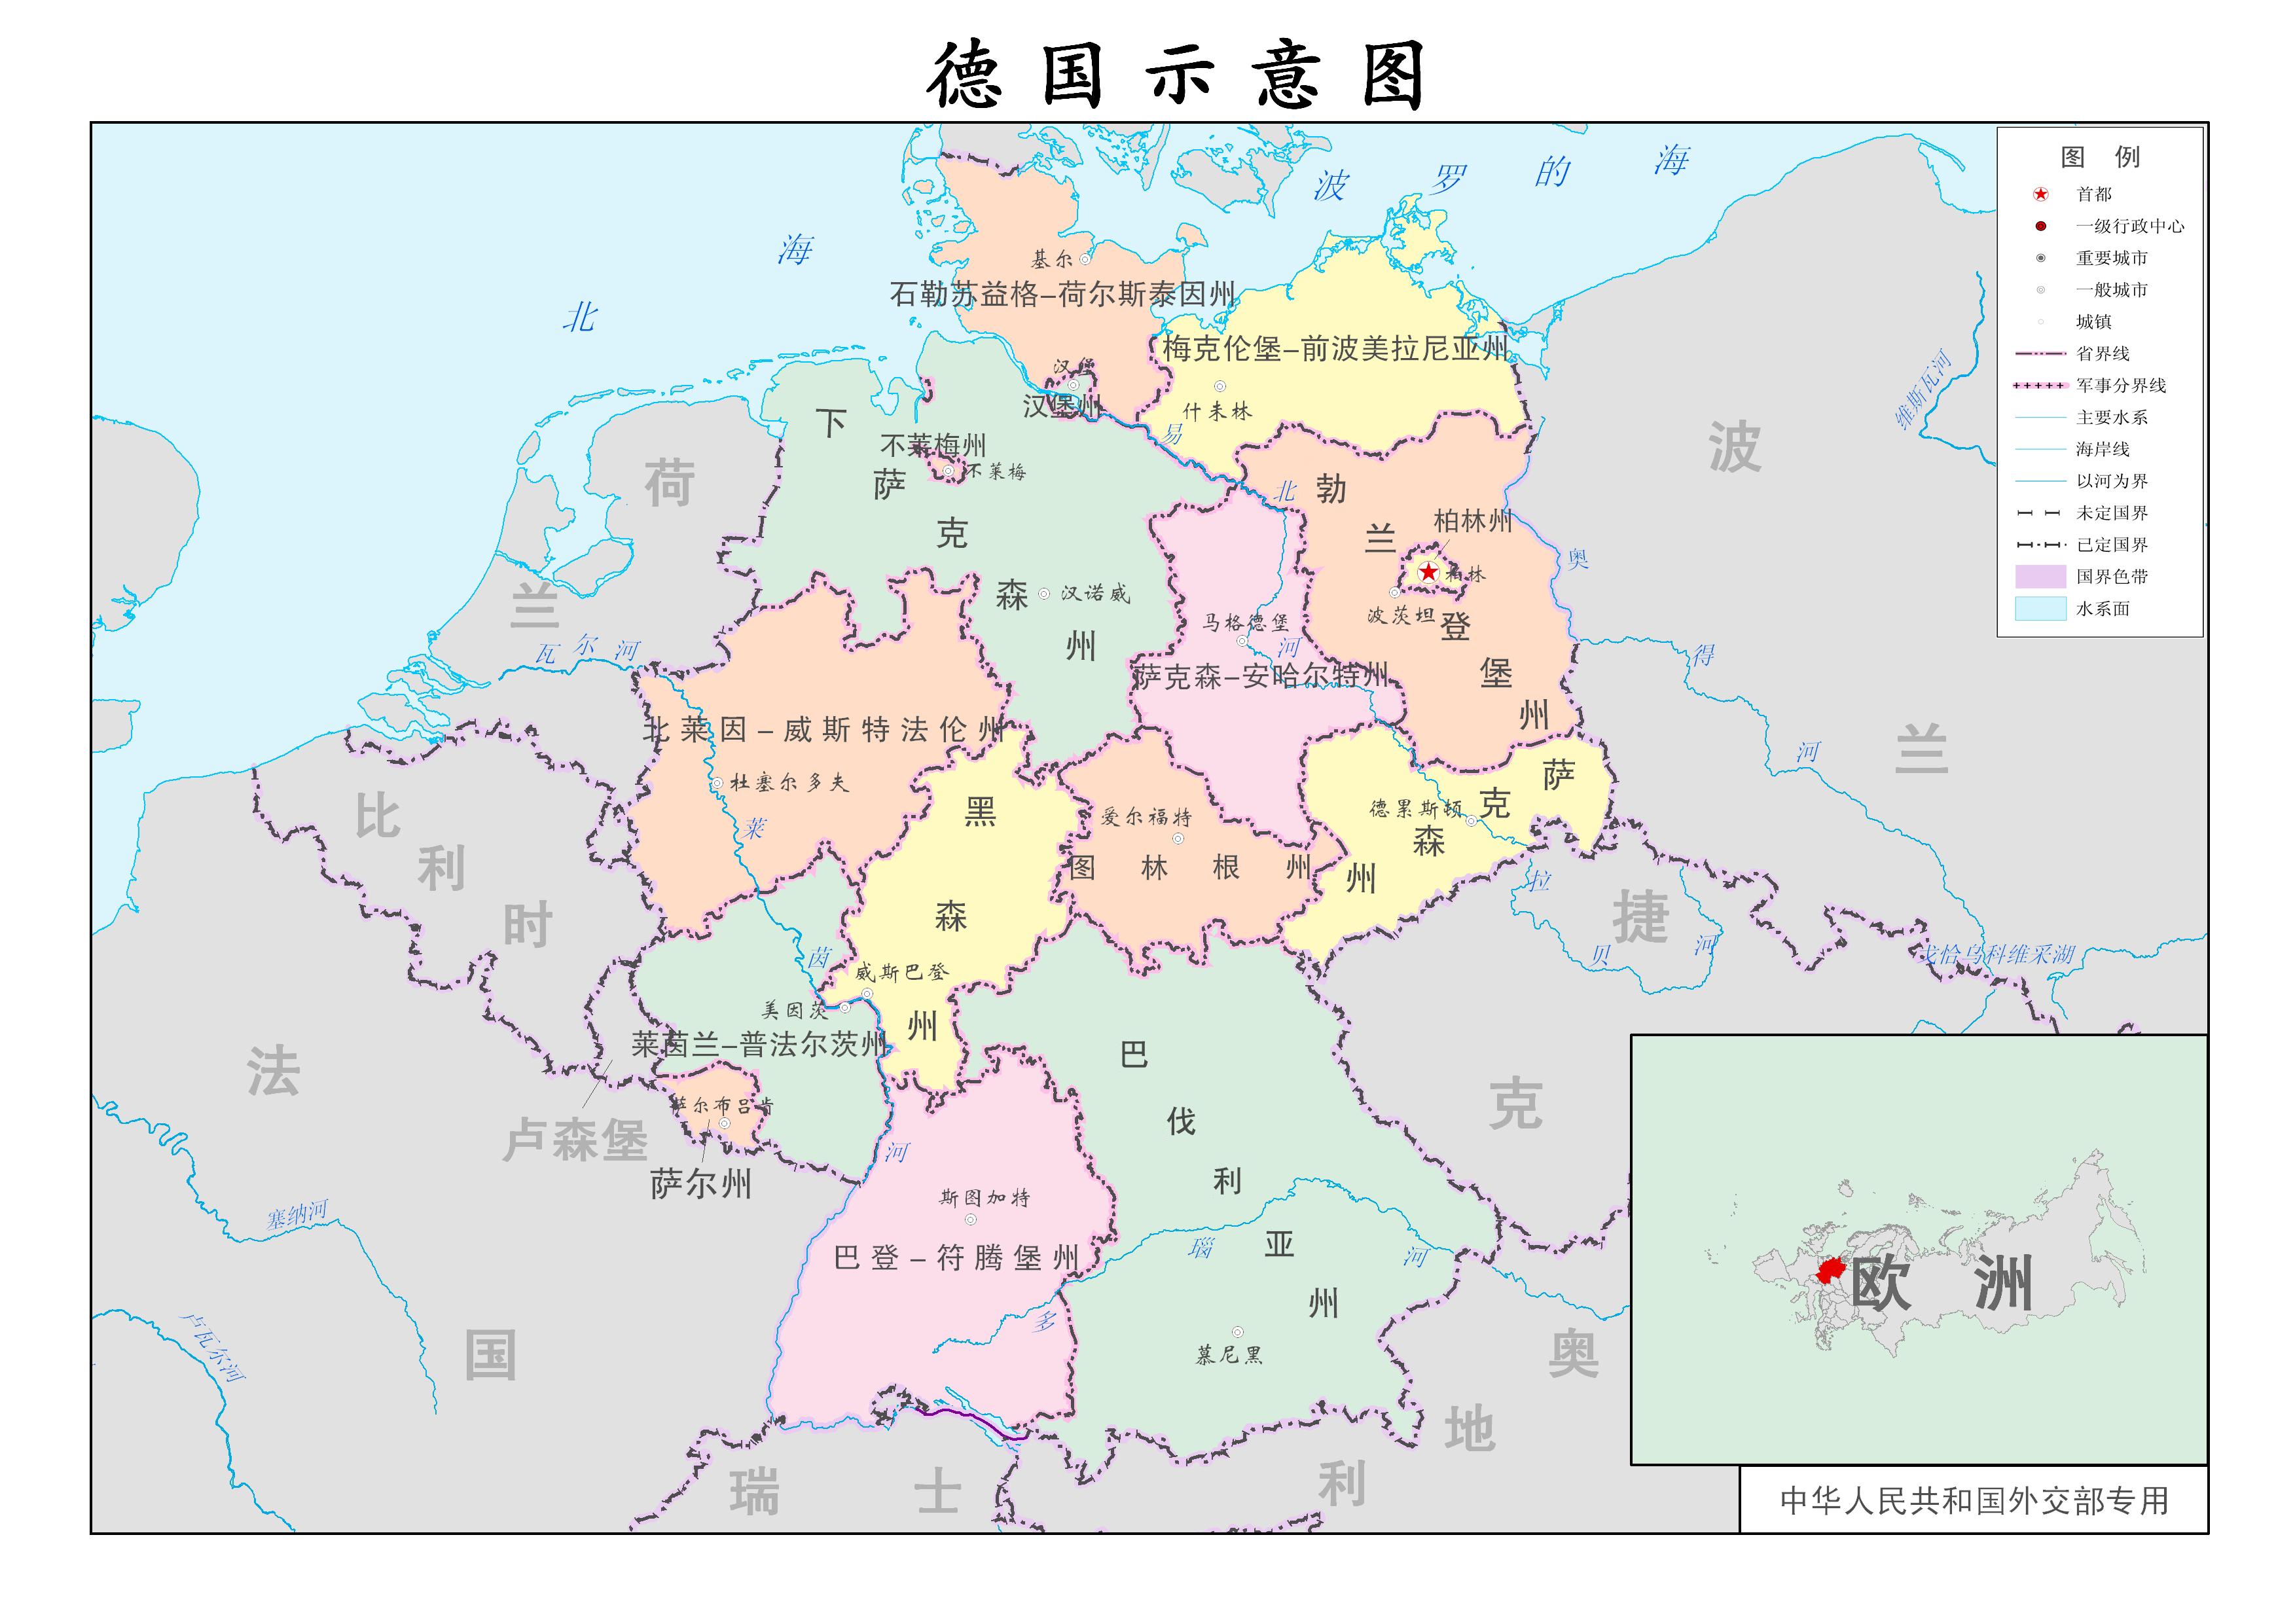 德国示意图
图例
首都
一级行政中心
重要城市
一般城市
城镇
省界线
军事分界线
主要水系
海岸线
以河为界
未定国界
已定国界
国界色带
水系面
波罗的海
北海
基尔
石勒苏益格-荷尔斯泰因州
梅克伦堡-前波美拉尼亚州
什未林
汉堡
汉堡州
不莱梅州
不莱梅
下萨克森州
汉诺威
勃兰登堡州
柏林州
柏林
波茨坦
马格德堡
萨克森-安哈尔特州
易北河
奥得河
维斯瓦河
波兰
荷兰
瓦尔河
北莱因-威斯特法伦州
杜塞尔多夫
莱茵河
黑森州
威斯巴登
爱尔福特
图林根州
德累斯顿
萨克森州
比利时
美因茨
莱茵兰-普法尔茨州
萨尔布吕肯
萨尔州
卢森堡
法国
塞纳河
卢瓦尔河
斯图加特
巴登-符腾堡州
巴伐利亚州
慕尼黑
多瑙河
拉贝河
戈恰乌科维采湖
捷克
奥地利
瑞士
欧洲
中华人民共和国外交部专用